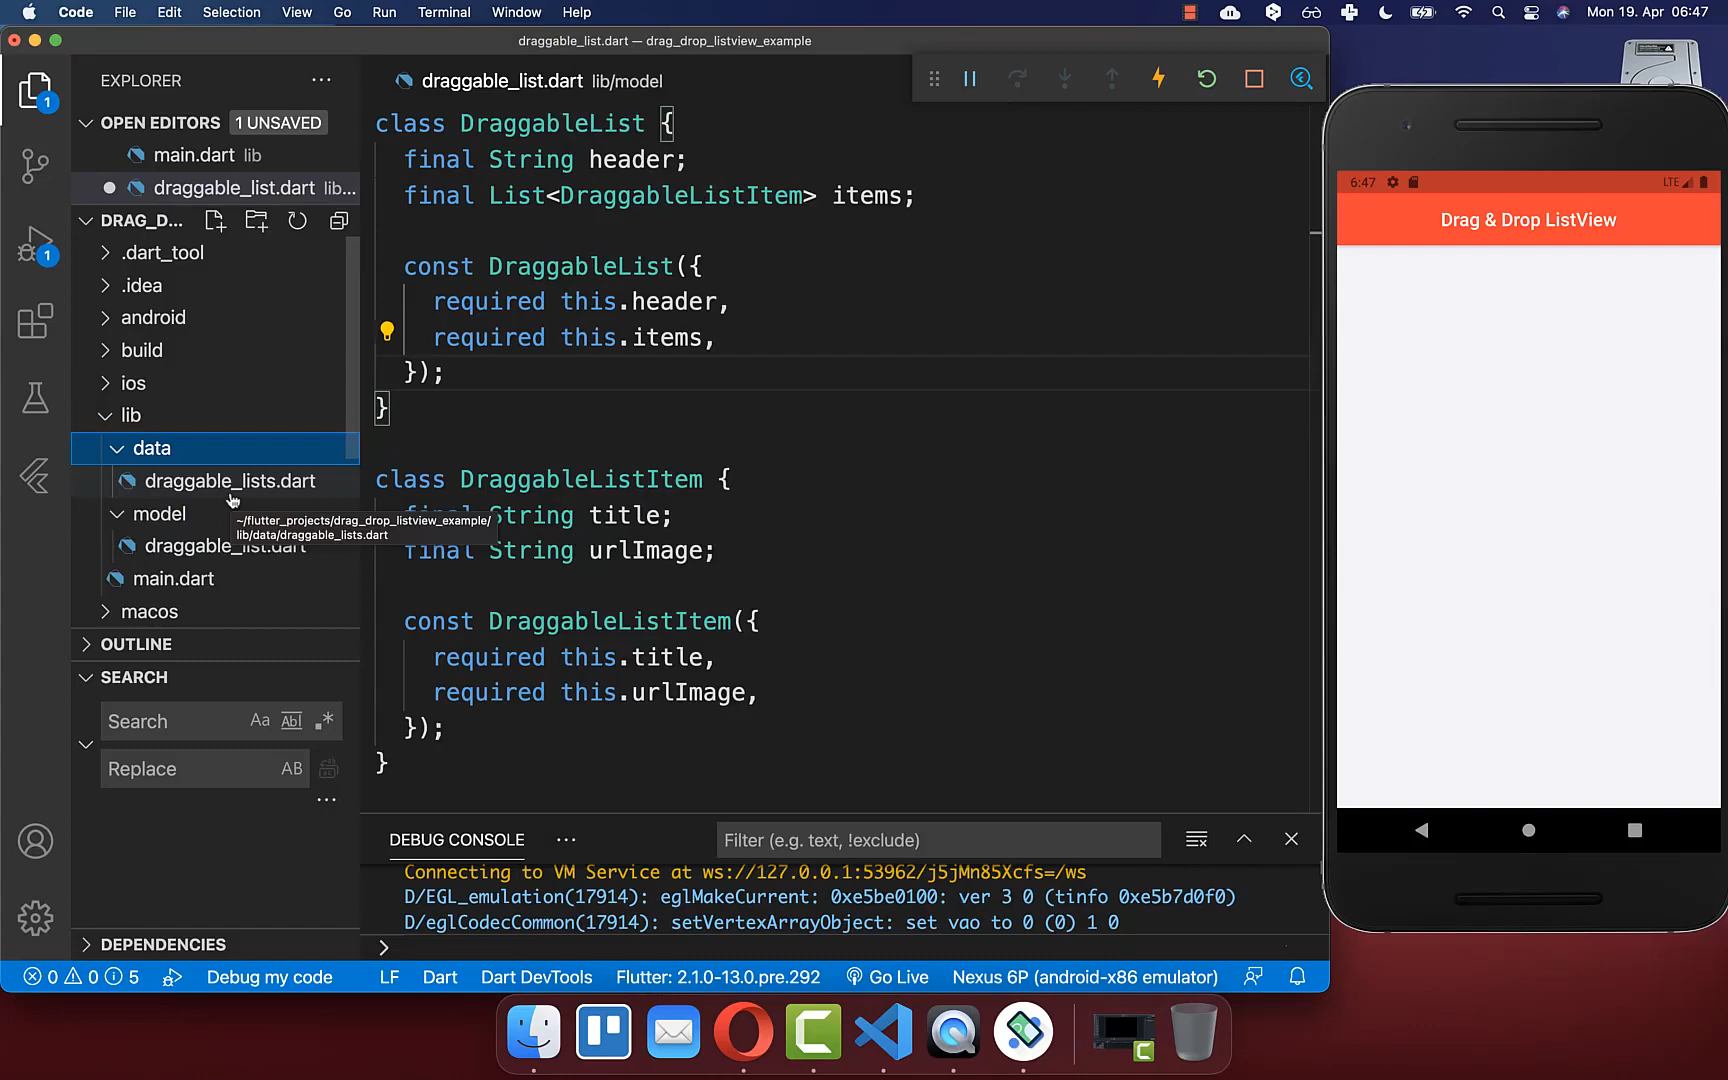 Code File Edit Selection View Go Run Terminal Window Help Mon 19. Apr 06:47
draggable_list.dart — drag_drop_listview_example
EXPLORER
1
OPEN EDITORS 1 UNSAVED
main.dart lib
draggable_list.dart lib...
DRAG_D...
.dart_tool
1
.idea
android
build
ios
lib
data
draggable_lists.dart
model
~/flutter_projects/drag_drop_listview_example/
lib/data/draggable_lists.dart
draggable_list.dart
main.dart
macos
OUTLINE
SEARCH
Search Aa Abl .*
Replace AB
...
DEPENDENCIES
draggable_list.dart lib/model
class DraggableList {
final String header;
final List<DraggableListItem> items;
const DraggableList({
required this.header,
required this.items,
});
}
class DraggableListItem {
final String title;
final String urlImage;
const DraggableListItem({
required this.title,
required this.urlImage,
});
}
DEBUG CONSOLE ... Filter (e.g. text, !exclude)
Connecting to VM Service at ws://127.0.0.1:53962/j5jMn85Xcfs=/ws
D/EGL_emulation(17914): eglMakeCurrent: 0xe5be0100: ver 3 0 (tinfo 0xe5b7d0f0)
D/eglCodecCommon(17914): setVertexArrayObject: set vao to 0 (0) 1 0
0 0 5 Debug my code LF Dart Dart DevTools Flutter: 2.1.0-13.0.pre.292 Go Live Nexus 6P (android-x86 emulator)
6:47 LTE
Drag & Drop ListView